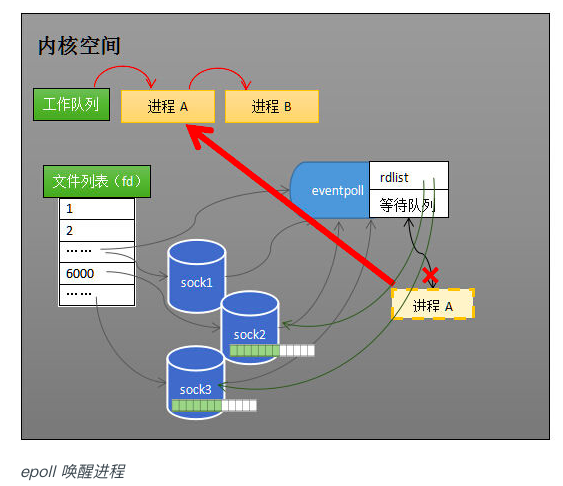 内核空间
工作队列
进程 A
进程 B
文件列表（fd）
1
2
……
6000
……
eventpoll
rdlist
等待队列
sock1
进程 A
sock2
sock3
epoll 唤醒进程